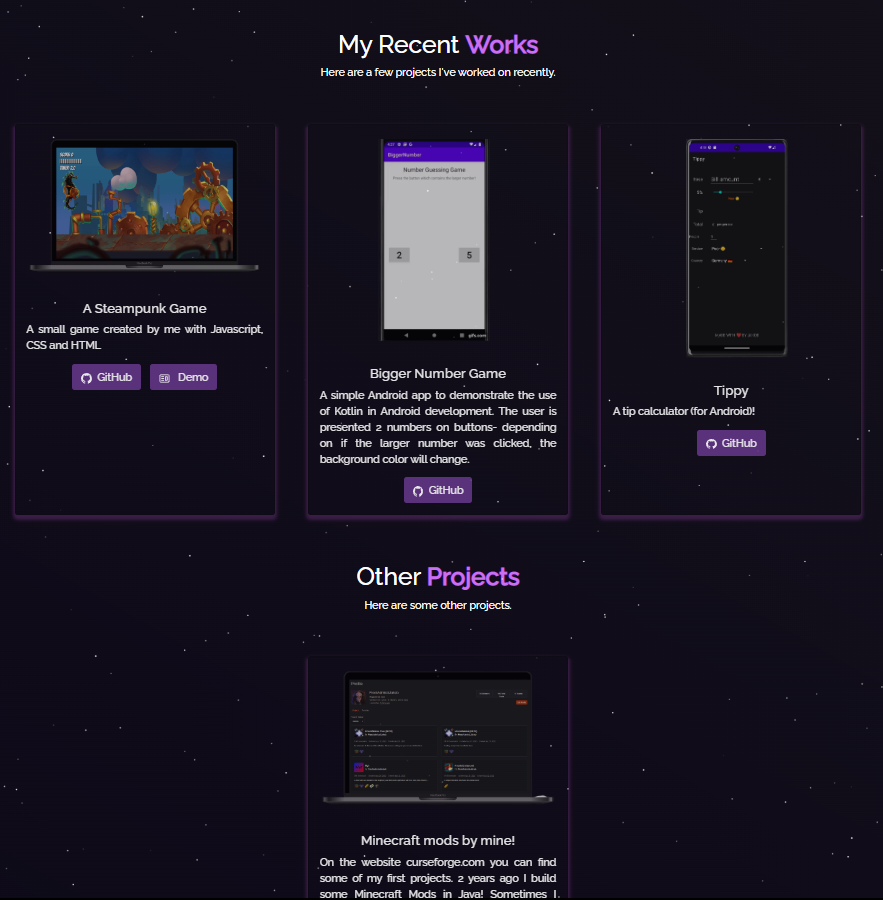 My Recent Works
Here are a few projects I've worked on recently.
A Steampunk Game
A small game created by me with Javascript,
CSS and HTML
GitHub
Demo
BiggerNumber
Number Guessing Game
2
5
gifs.com
Bigger Number Game
A simple Android app to demonstrate the use
of Kotlin in Android development. The user is
presented 2 numbers on buttons- depending
on if the larger number was clicked, the
background color will change.
GitHub
Tippy
Bill amount
Tippy
A tip calculator (for Android)!
GitHub
Other Projects
Here are some other projects.
Minecraft mods by mine!
On the website curseforge.com you can find
some of my first projects. 2 years ago I build
some Minecraft Mods in Java! Sometimes I